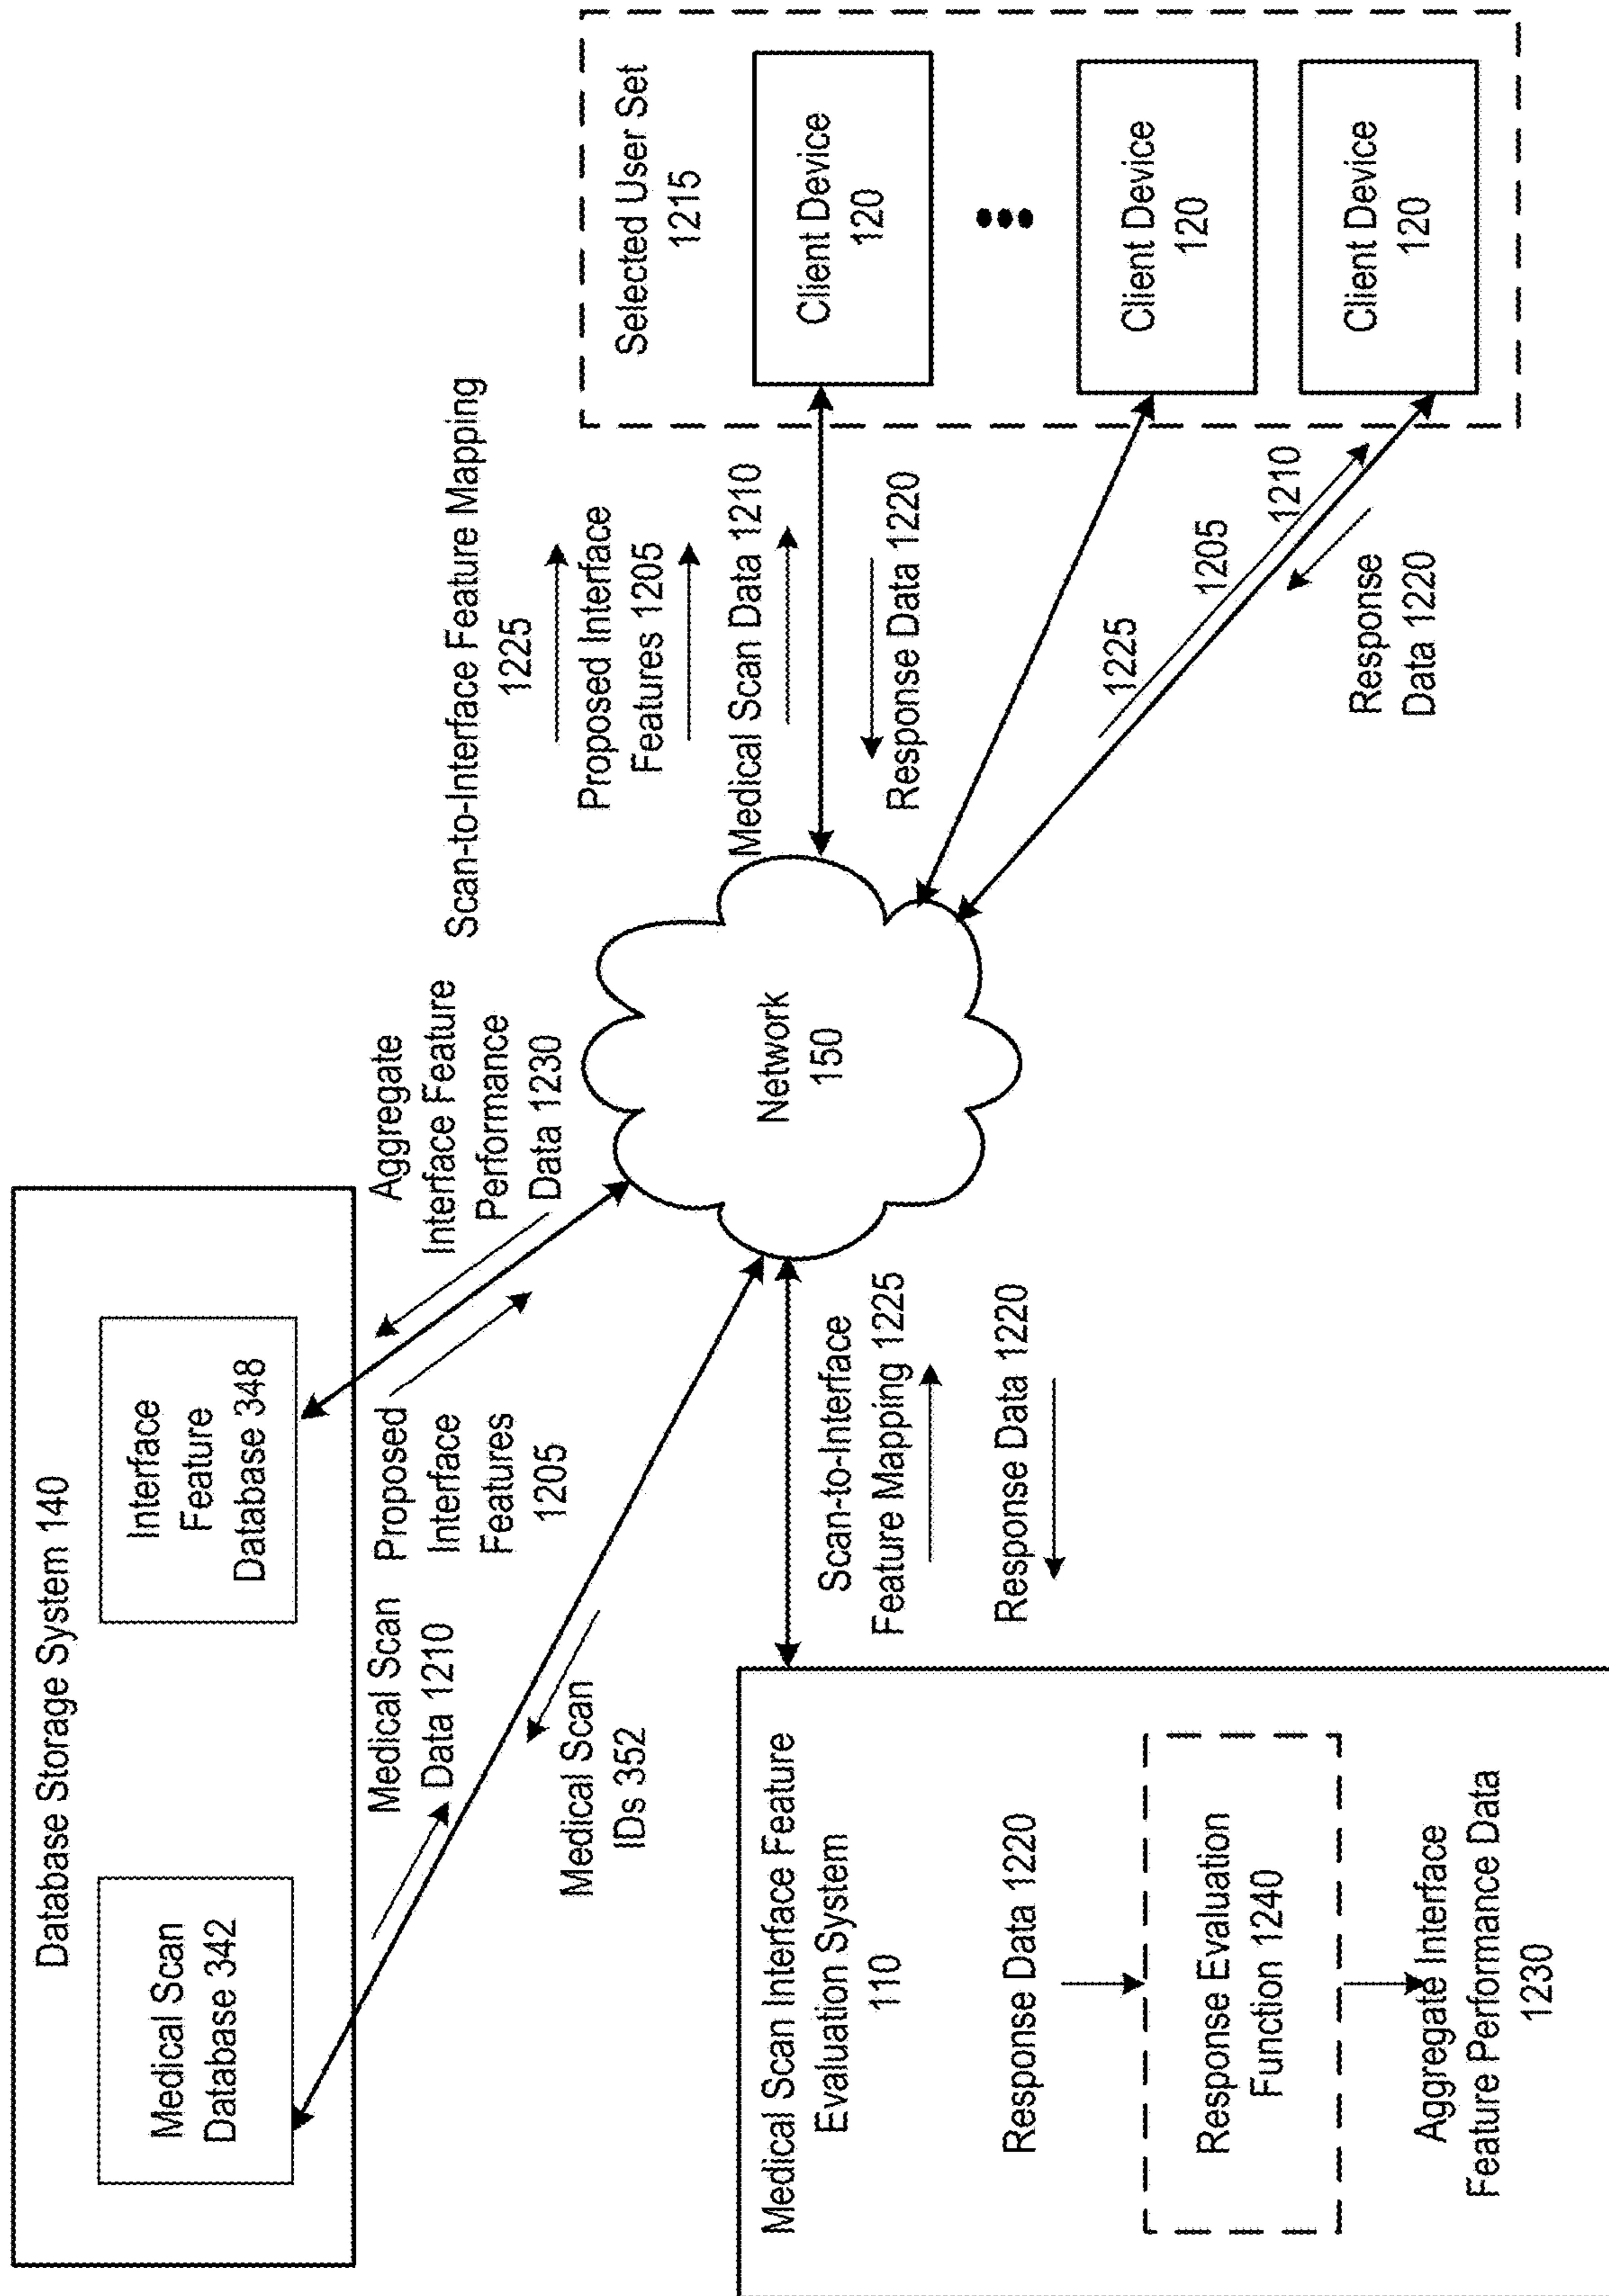 Database Storage System 140
Medical Scan
Database 342
Interface
Feature
Database 348
Medical Scan
Data 1210
Proposed
Interface
Features
1205
Aggregate
Interface Feature
Performance
Data 1230
Medical Scan
IDs 352
Scan-to-Interface Feature Mapping
1225
Proposed Interface
Features 1205
Medical Scan Data 1210
Response Data 1220
Selected User Set
1215
Client Device
120
Client Device
120
Client Device
120
Network
150
1225
1205
1210
Response
Data 1220
Scan-to-Interface
Feature Mapping 1225
Response Data 1220
Medical Scan Interface Feature
Evaluation System
110
Response Data 1220
Response Evaluation
Function 1240
Aggregate Interface
Feature Performance Data
1230